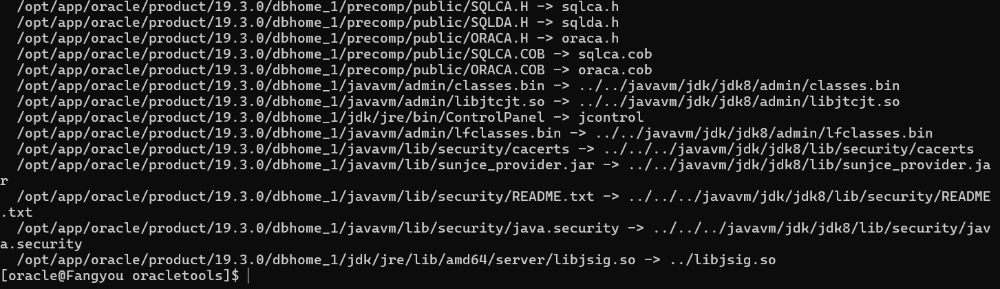 /opt/app/oracle/product/19.3.0/dbhome_1/precomp/public/SQLCA.H -> sqlca.h
/opt/app/oracle/product/19.3.0/dbhome_1/precomp/public/SQLDA.H -> sqlda.h
/opt/app/oracle/product/19.3.0/dbhome_1/precomp/public/ORACA.H -> oraca.h
/opt/app/oracle/product/19.3.0/dbhome_1/precomp/public/SQLCA.COB -> sqlca.cob
/opt/app/oracle/product/19.3.0/dbhome_1/precomp/public/ORACA.COB -> oraca.cob
/opt/app/oracle/product/19.3.0/dbhome_1/javavm/admin/classes.bin -> ../../javavm/jdk/jdk8/admin/classes.bin
/opt/app/oracle/product/19.3.0/dbhome_1/javavm/admin/libjtcjt.so -> ../../javavm/jdk/jdk8/admin/libjtcjt.so
/opt/app/oracle/product/19.3.0/dbhome_1/jdk/jre/bin/ControlPanel -> jcontrol
/opt/app/oracle/product/19.3.0/dbhome_1/javavm/admin/lfclasses.bin -> ../../javavm/jdk/jdk8/admin/lfclasses.bin
/opt/app/oracle/product/19.3.0/dbhome_1/javavm/lib/security/cacerts -> ../../../javavm/jdk/jdk8/lib/security/cacerts
/opt/app/oracle/product/19.3.0/dbhome_1/javavm/lib/sunjce_provider.jar -> ../../javavm/jdk/jdk8/lib/sunjce_provider.ja
r
/opt/app/oracle/product/19.3.0/dbhome_1/javavm/lib/security/README.txt -> ../../../javavm/jdk/jdk8/lib/security/README
.txt
/opt/app/oracle/product/19.3.0/dbhome_1/javavm/lib/security/java.security -> ../../../javavm/jdk/jdk8/lib/security/jav
a.security
/opt/app/oracle/product/19.3.0/dbhome_1/jdk/jre/lib/amd64/server/libjsig.so -> ../libjsig.so
[oracle@Fangyou oracletools]$